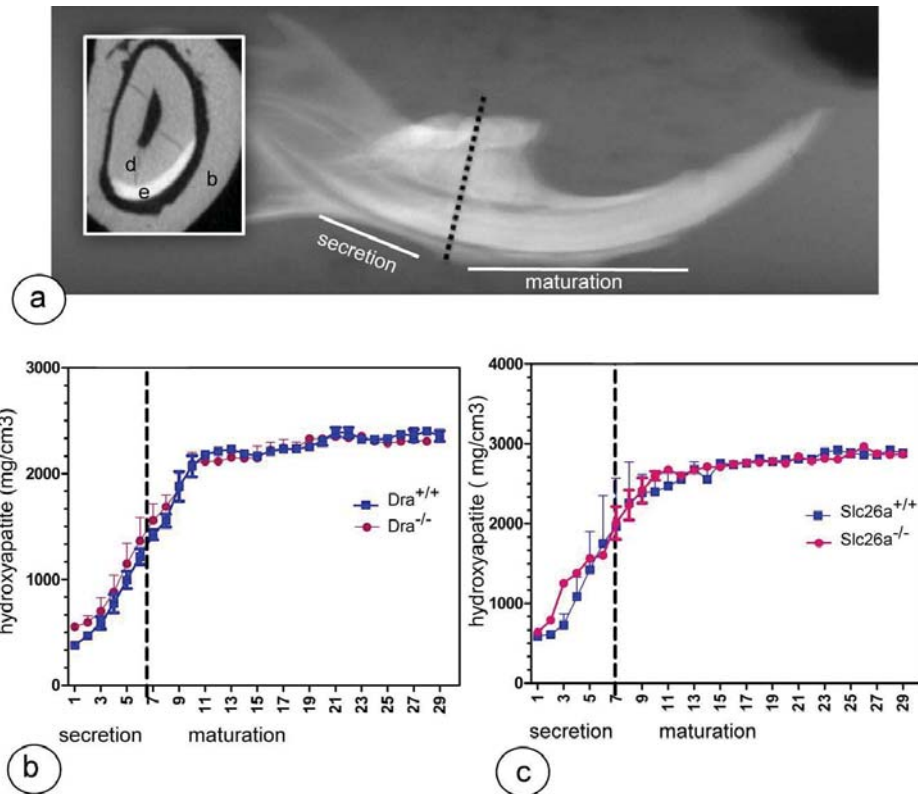 a
d
e
b
secretion
maturation
b
hydroxyapatite (mg/cm3)
3000
2000
1000
0
Dra+/+
Dra-/-
1 3 5 7 9 11 13 15 17 19 21 23 25 27 29
secretion maturation
c
hydroxyapatite ( mg/cm3)
4000
3000
2000
1000
0
Slc26a+/+
Slc26a-/-
1 3 5 7 9 11 13 15 17 19 21 23 25 27 29
secretion maturation